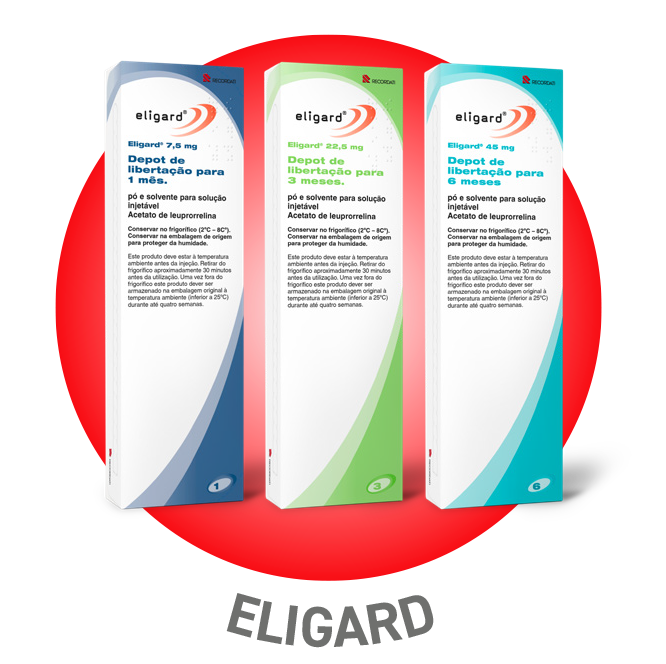 RECORDATI
eligard®
Eligard® 7,5 mg
Depot de
libertação para
1 mês.
pó e solvente para solução
injetável
Acetato de leuprorrelina
Conservar no frigorífico (2°C – 8C°).
Conservar na embalagem de origem
para proteger da humidade.
Este produto deve estar à temperatura
ambiente antes da injeção. Retirar do
frigorífico aproximadamente 30 minutos
antes da utilização. Uma vez fora do
frigorífico este produto dever ser
armazenado na embalagem original à
temperatura ambiente (inferior a 25ºC)
durante até quatro semanas.
1
RECORDATI
eligard®
Eligard® 22,5 mg
Depot de
libertação para
3 meses.
pó e solvente para solução
injetável
Acetato de leuprorrelina
Conservar no frigorífico (2°C – 8C°).
Conservar na embalagem de origem
para proteger da humidade.
Este produto deve estar à temperatura
ambiente antes da injeção. Retirar do
frigorífico aproximadamente 30 minutos
antes da utilização. Uma vez fora do
frigorífico este produto dever ser
armazenado na embalagem original à
temperatura ambiente (inferior a 25ºC)
durante até quatro semanas.
3
RECORDATI
eligard®
Eligard® 45 mg
Depot de
libertação para
6 meses
pó e solvente para solução
injetável
Acetato de leuprorrelina
Conservar no frigorífico (2°C – 8C°).
Conservar na embalagem de origem
para proteger da humidade.
Este produto deve estar à temperatura
ambiente antes da injeção. Retirar do
frigorífico aproximadamente 30 minutos
antes da utilização. Uma vez fora do
frigorífico este produto dever ser
armazenado na embalagem original à
temperatura ambiente (inferior a 25ºC)
durante até quatro semanas.
6
ELIGARD